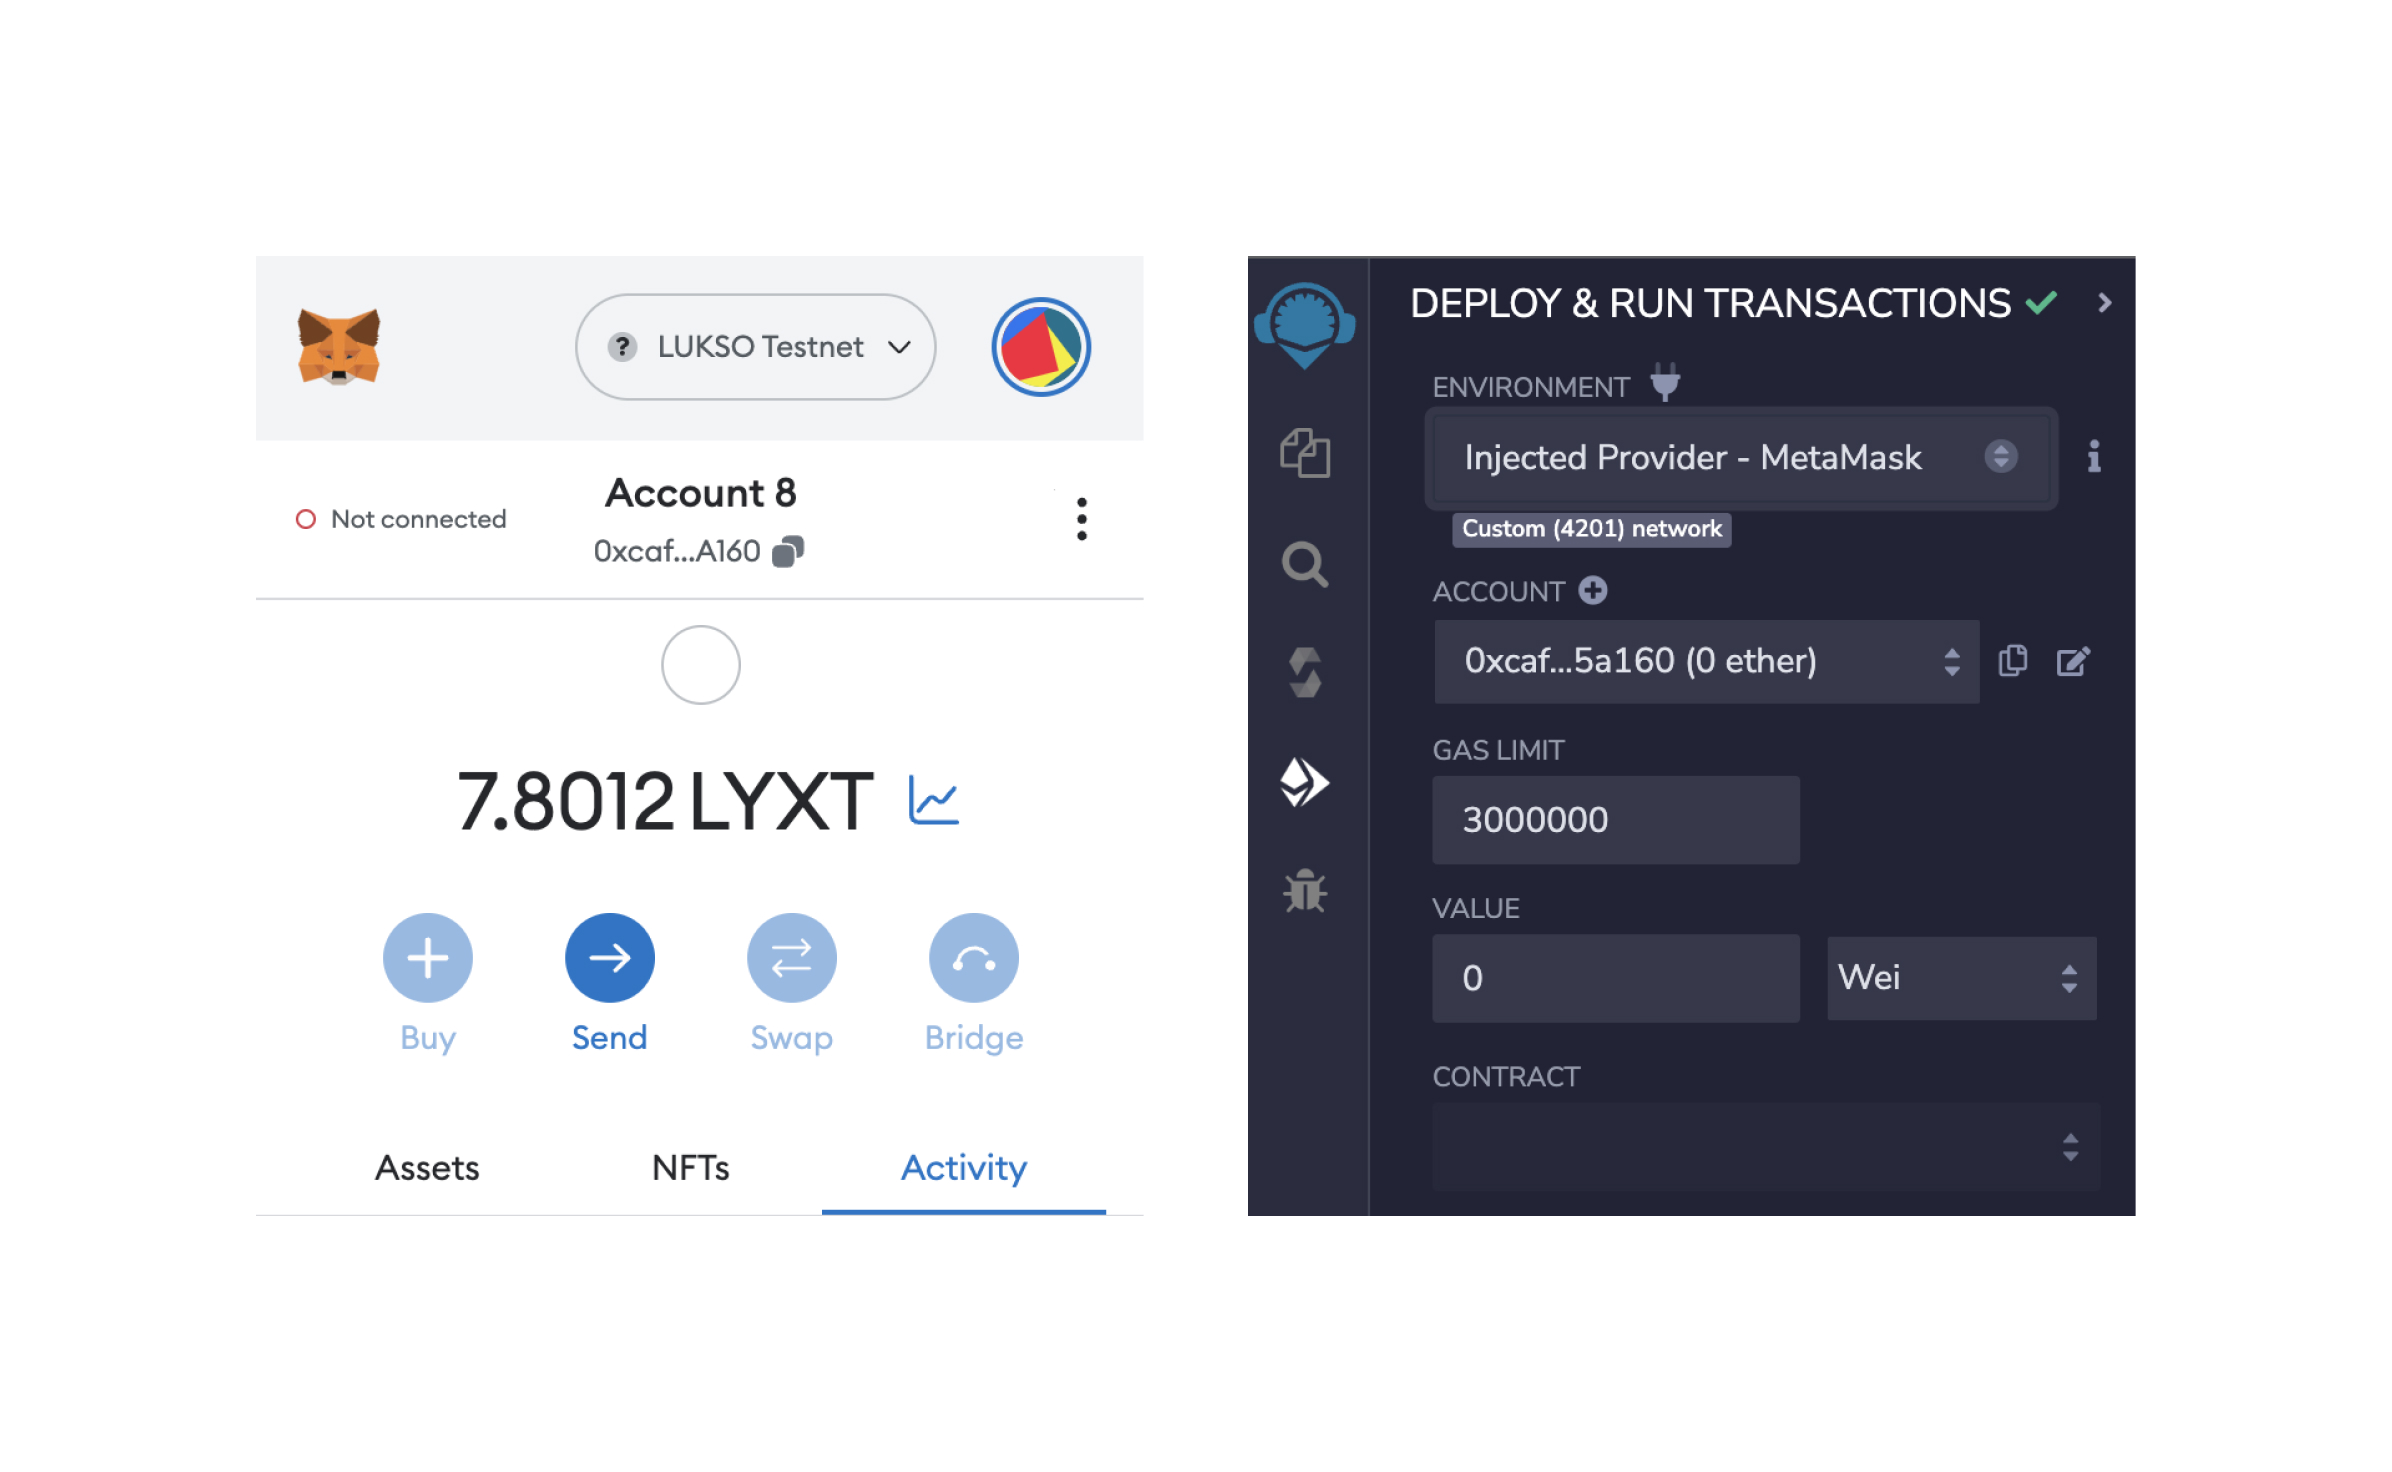 LUKSO Testnet
Not connected
Account 8
0xcaf...A160
7.8012 LYXT
Buy
Send
Swap
Bridge
Assets
NFTs
Activity
DEPLOY & RUN TRANSACTIONS
ENVIRONMENT
Injected Provider - MetaMask
Custom (4201) network
ACCOUNT
0xcaf...5a160 (0 ether)
GAS LIMIT
3000000
VALUE
0
Wei
CONTRACT